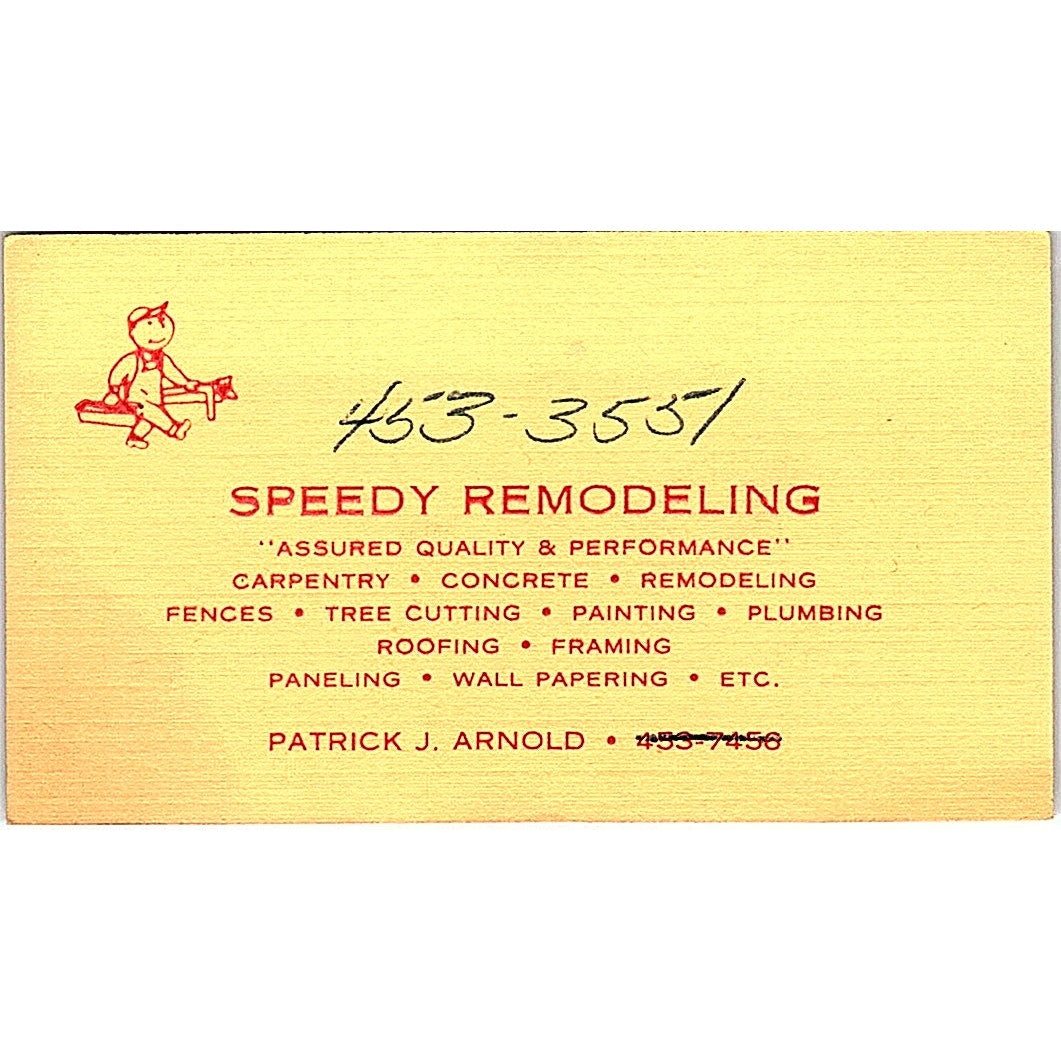 453-3551
SPEEDY REMODELING
"ASSURED QUALITY & PERFORMANCE"
CARPENTRY • CONCRETE • REMODELING
FENCES • TREE CUTTING • PAINTING • PLUMBING
ROOFING • FRAMING
PANELING • WALL PAPERING • ETC.
PATRICK J. ARNOLD • 453-7456